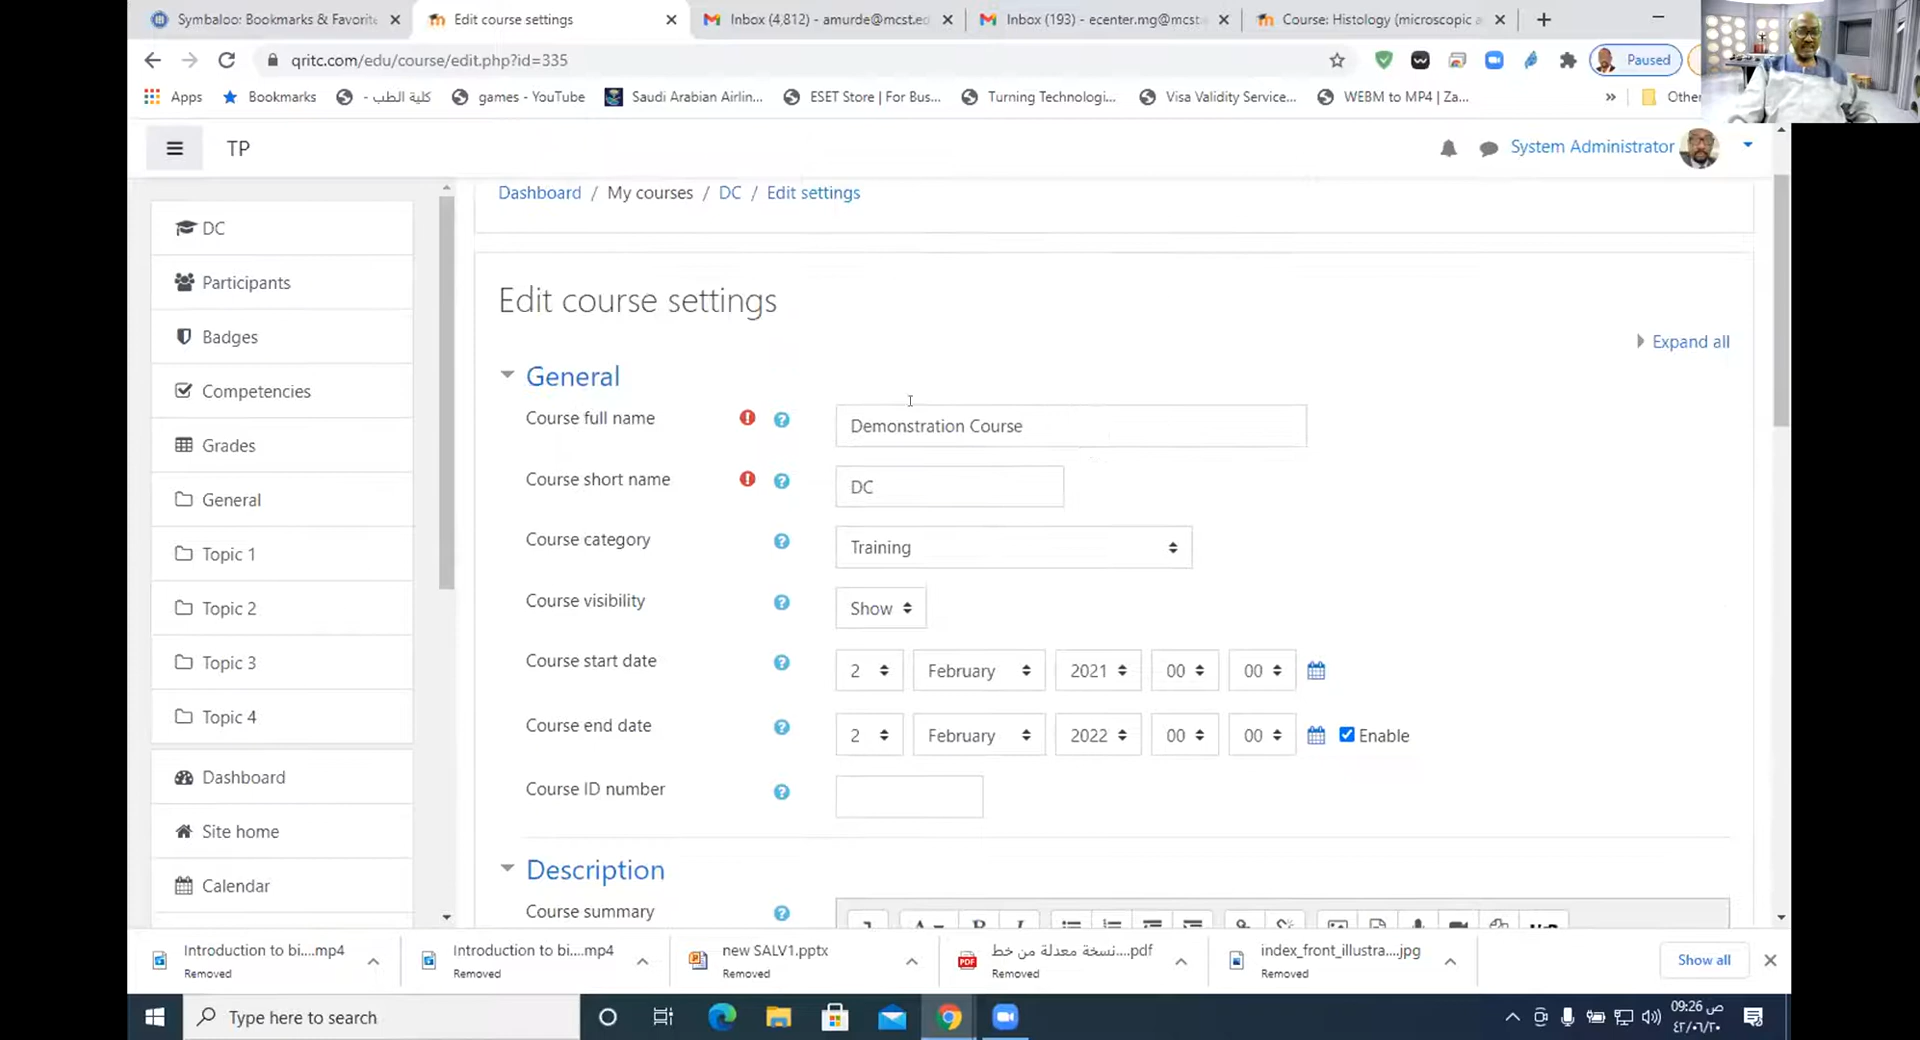 Symbaloo: Bookmarks & Favorite
Edit course settings
Inbox (4,812) - amurde@mcst.ed
Inbox (193) - ecenter.mg@mcst.
Course: Histology (microscopic a
qritc.com/edu/course/edit.php?id=335
Paused
Apps
Bookmarks
كلية الطب -
games - YouTube
Saudi Arabian Airlin...
ESET Store | For Bus...
Turning Technologi...
Visa Validity Service...
WEBM to MP4 | Za...
Other
TP
System Administrator
Dashboard / My courses / DC / Edit settings
DC
Participants
Badges
Competencies
Grades
General
Topic 1
Topic 2
Topic 3
Topic 4
Dashboard
Site home
Calendar
Edit course settings
Expand all
General
Course full name
Demonstration Course
Course short name
DC
Course category
Training
Course visibility
Show
Course start date
2 February 2021 00 00
Course end date
2 February 2022 00 00 Enable
Course ID number
Description
Course summary
Introduction to bi....mp4
Removed
Introduction to bi....mp4
Removed
new SALV1.pptx
Removed
نسخة معدلة من خط....pdf
Removed
index_front_illustra....jpg
Removed
Show all
Type here to search
09:26 ص
٤٢/٠٦/٢٠